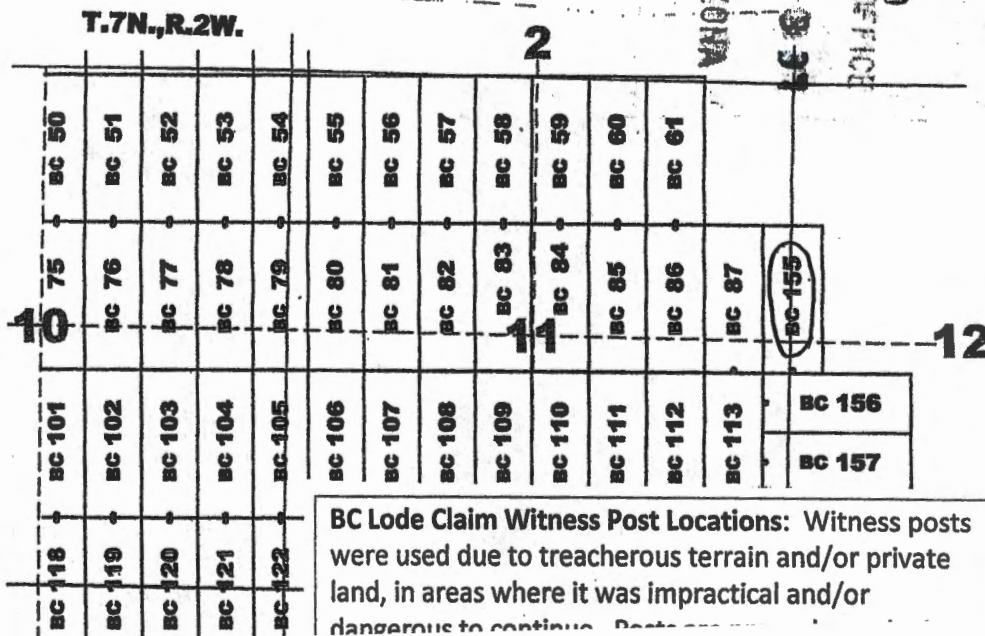 T.7N.,R.2W.
2
OFFICE
ZONA
BC 50 BC 51 BC 52 BC 53 BC 54 BC 55 BC 56 BC 57 BC 58 BC 59 BC 60 BC 61
BC 75 BC 76 BC 77 BC 78 BC 79 BC 80 BC 81 BC 82 BC 83 BC 84 BC 85 BC 86 BC 87 BC 155
10 11 12
BC 101 BC 102 BC 103 BC 104 BC 105 BC 106 BC 107 BC 108 BC 109 BC 110 BC 111 BC 112 BC 113
BC 156
BC 157
BC 118 BC 119 BC 120 BC 121 BC 122
BC Lode Claim Witness Post Locations: Witness posts
were used due to treacherous terrain and/or private
land, in areas where it was impractical and/or
dangerous to continue. Posts are